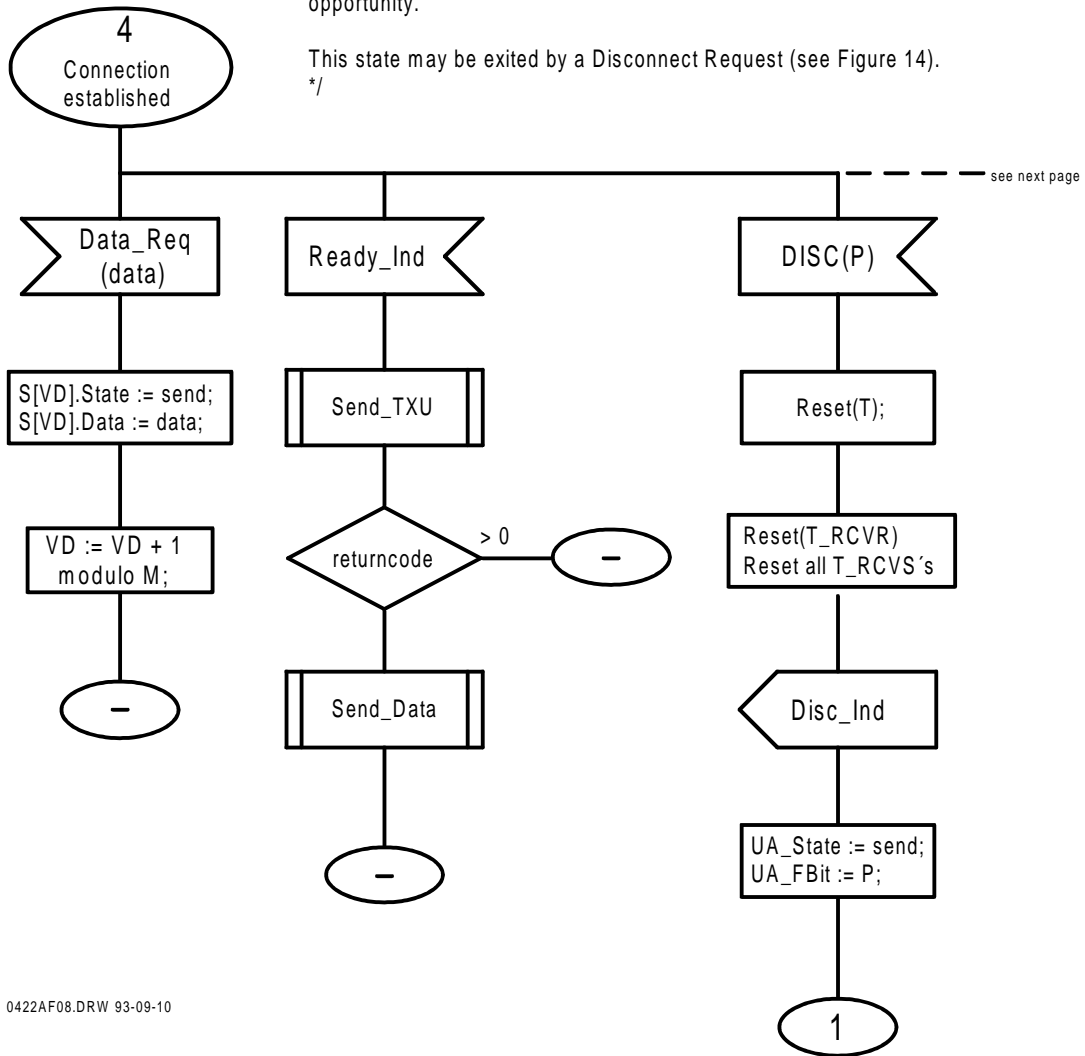 opportunity.
This state may be exited by a Disconnect Request (see Figure 14).
*/
4
Connection
established
see next page
Data_Req
(data)
Ready_Ind
DISC(P)
S[VD].State := send;
S[VD].Data := data;
Send_TXU
Reset(T);
VD := VD + 1
modulo M;
returncode
> 0
–
Reset(T_RCVR)
Reset all T_RCVS´s
–
Send_Data
Disc_Ind
–
UA_State := send;
UA_FBit := P;
0422AF08.DRW 93-09-10
1